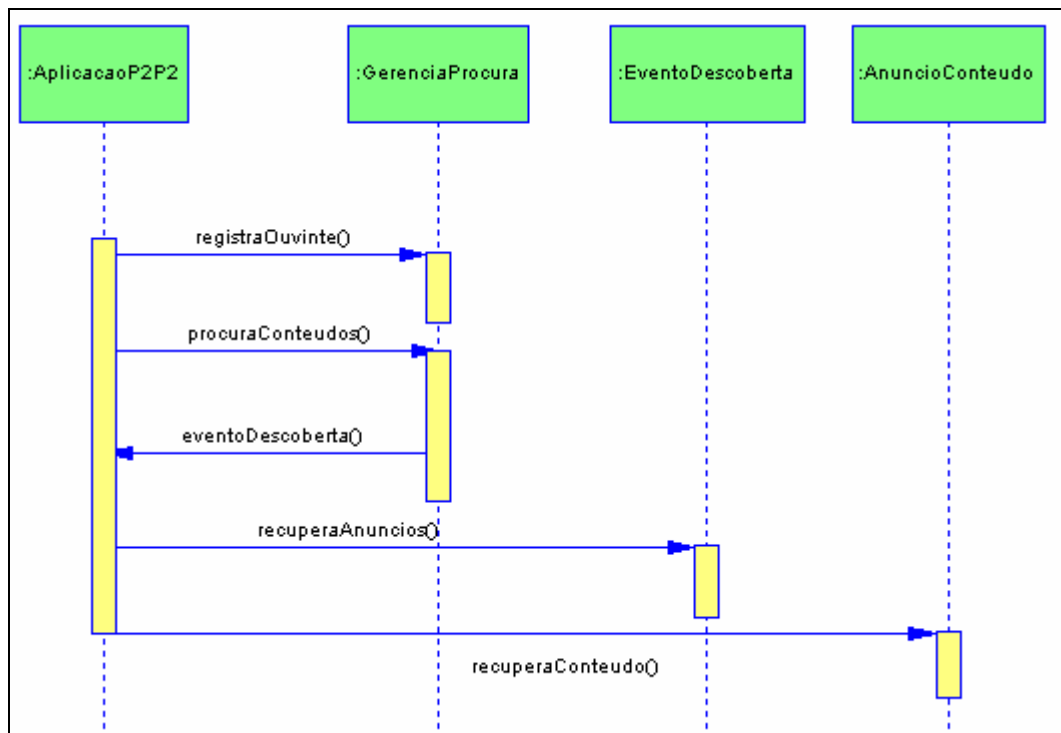 :AplicacaoP2P2
:GerenciaProcura
:EventoDescoberta
:AnuncioConteudo
registraOuvinte()
procuraConteudos()
eventoDescoberta()
recuperaAnuncios()
recuperaConteudo()